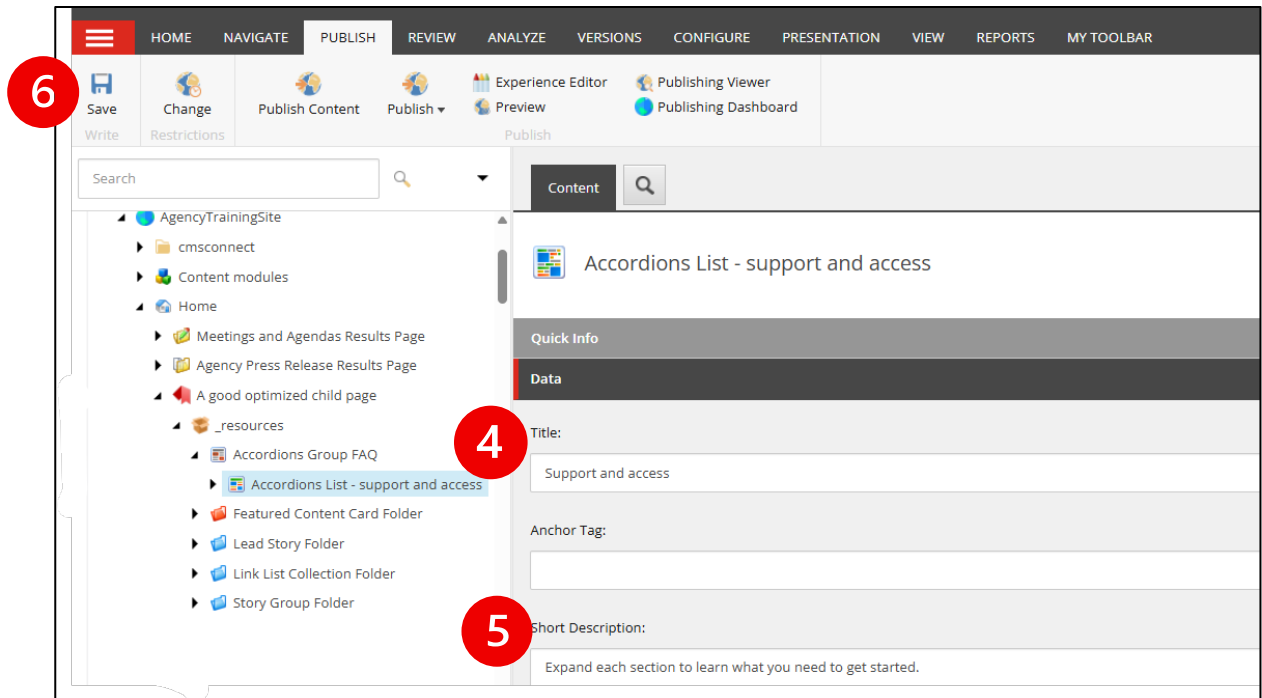 HOME NAVIGATE PUBLISH REVIEW ANALYZE VERSIONS CONFIGURE PRESENTATION VIEW REPORTS MY TOOLBAR
6
Save
Write
Change
Restrictions
Publish Content
Publish
Experience Editor
Preview
Publishing Viewer
Publishing Dashboard
Publish
Search
AgencyTrainingSite
cmsconnect
Content modules
Home
Meetings and Agendas Results Page
Agency Press Release Results Page
A good optimized child page
_resources
Accordions Group FAQ
Accordions List - support and access
Featured Content Card Folder
Lead Story Folder
Link List Collection Folder
Story Group Folder
Content
Accordions List - support and access
Quick Info
Data
4
Title:
Support and access
Anchor Tag:
5
Short Description:
Expand each section to learn what you need to get started.